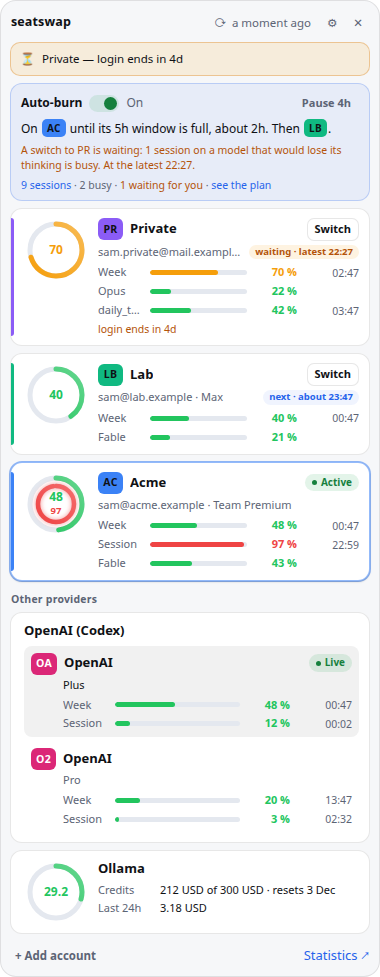 seatswap
a moment ago
Private — login ends in 4d
Auto-burn On Pause 4h
On AC until its 5h window is full, about 2h. Then LB.
A switch to PR is waiting: 1 session on a model that would lose its
thinking is busy. At the latest 22:27.
9 sessions · 2 busy · 1 waiting for you · see the plan
70
PR Private Switch
sam.private@mail.exampl... waiting · latest 22:27
Week 70 % 02:47
Opus 22 %
daily_t... 42 % 03:47
login ends in 4d
40
LB Lab Switch
sam@lab.example · Max next · about 23:47
Week 40 % 00:47
Fable 21 %
48
97
AC Acme Active
sam@acme.example · Team Premium
Week 48 % 00:47
Session 97 % 22:59
Fable 43 %
Other providers
OpenAI (Codex)
OA OpenAI Live
Plus
Week 48 % 00:47
Session 12 % 00:02
O2 OpenAI
Pro
Week 20 % 13:47
Session 3 % 02:32
29.2
Ollama
Credits 212 USD of 300 USD · resets 3 Dec
Last 24h 3.18 USD
+ Add account Statistics ↗